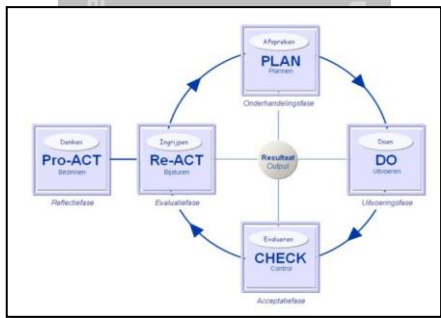 Afspraken
PLAN
Plannen
Onderhandelingsfase
Denken
Pro-ACT
Bezinnen
Reflectiefase
Ingrijpen
Re-ACT
Bijsturen
Evaluatiefase
Resultaat
Output
Doen
DO
Uitvoeren
Uitvoeringsfase
Evalueren
CHECK
Control
Acceptatiefase